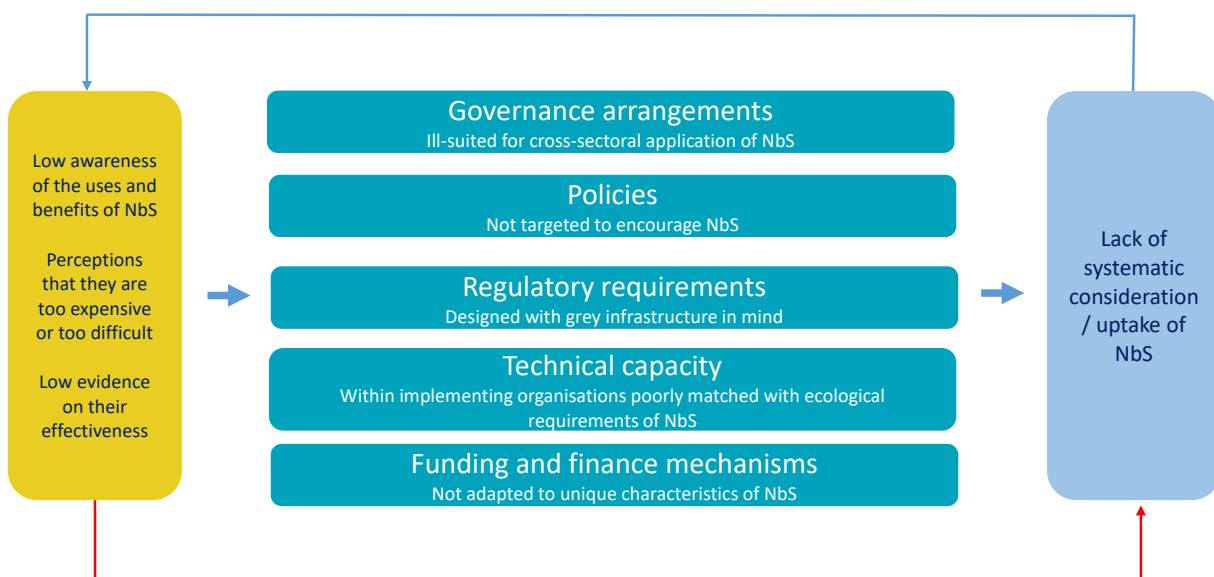 Low awareness
of the uses and
benefits of NbS
Perceptions
that they are
too expensive
or too difficult
Low evidence
on their
effectiveness
Governance arrangements
Ill-suited for cross-sectoral application of NbS
Policies
Not targeted to encourage NbS
Regulatory requirements
Designed with grey infrastructure in mind
Technical capacity
Within implementing organisations poorly matched with ecological
requirements of NbS
Funding and finance mechanisms
Not adapted to unique characteristics of NbS
Lack of
systematic
consideration
/ uptake of
NbS